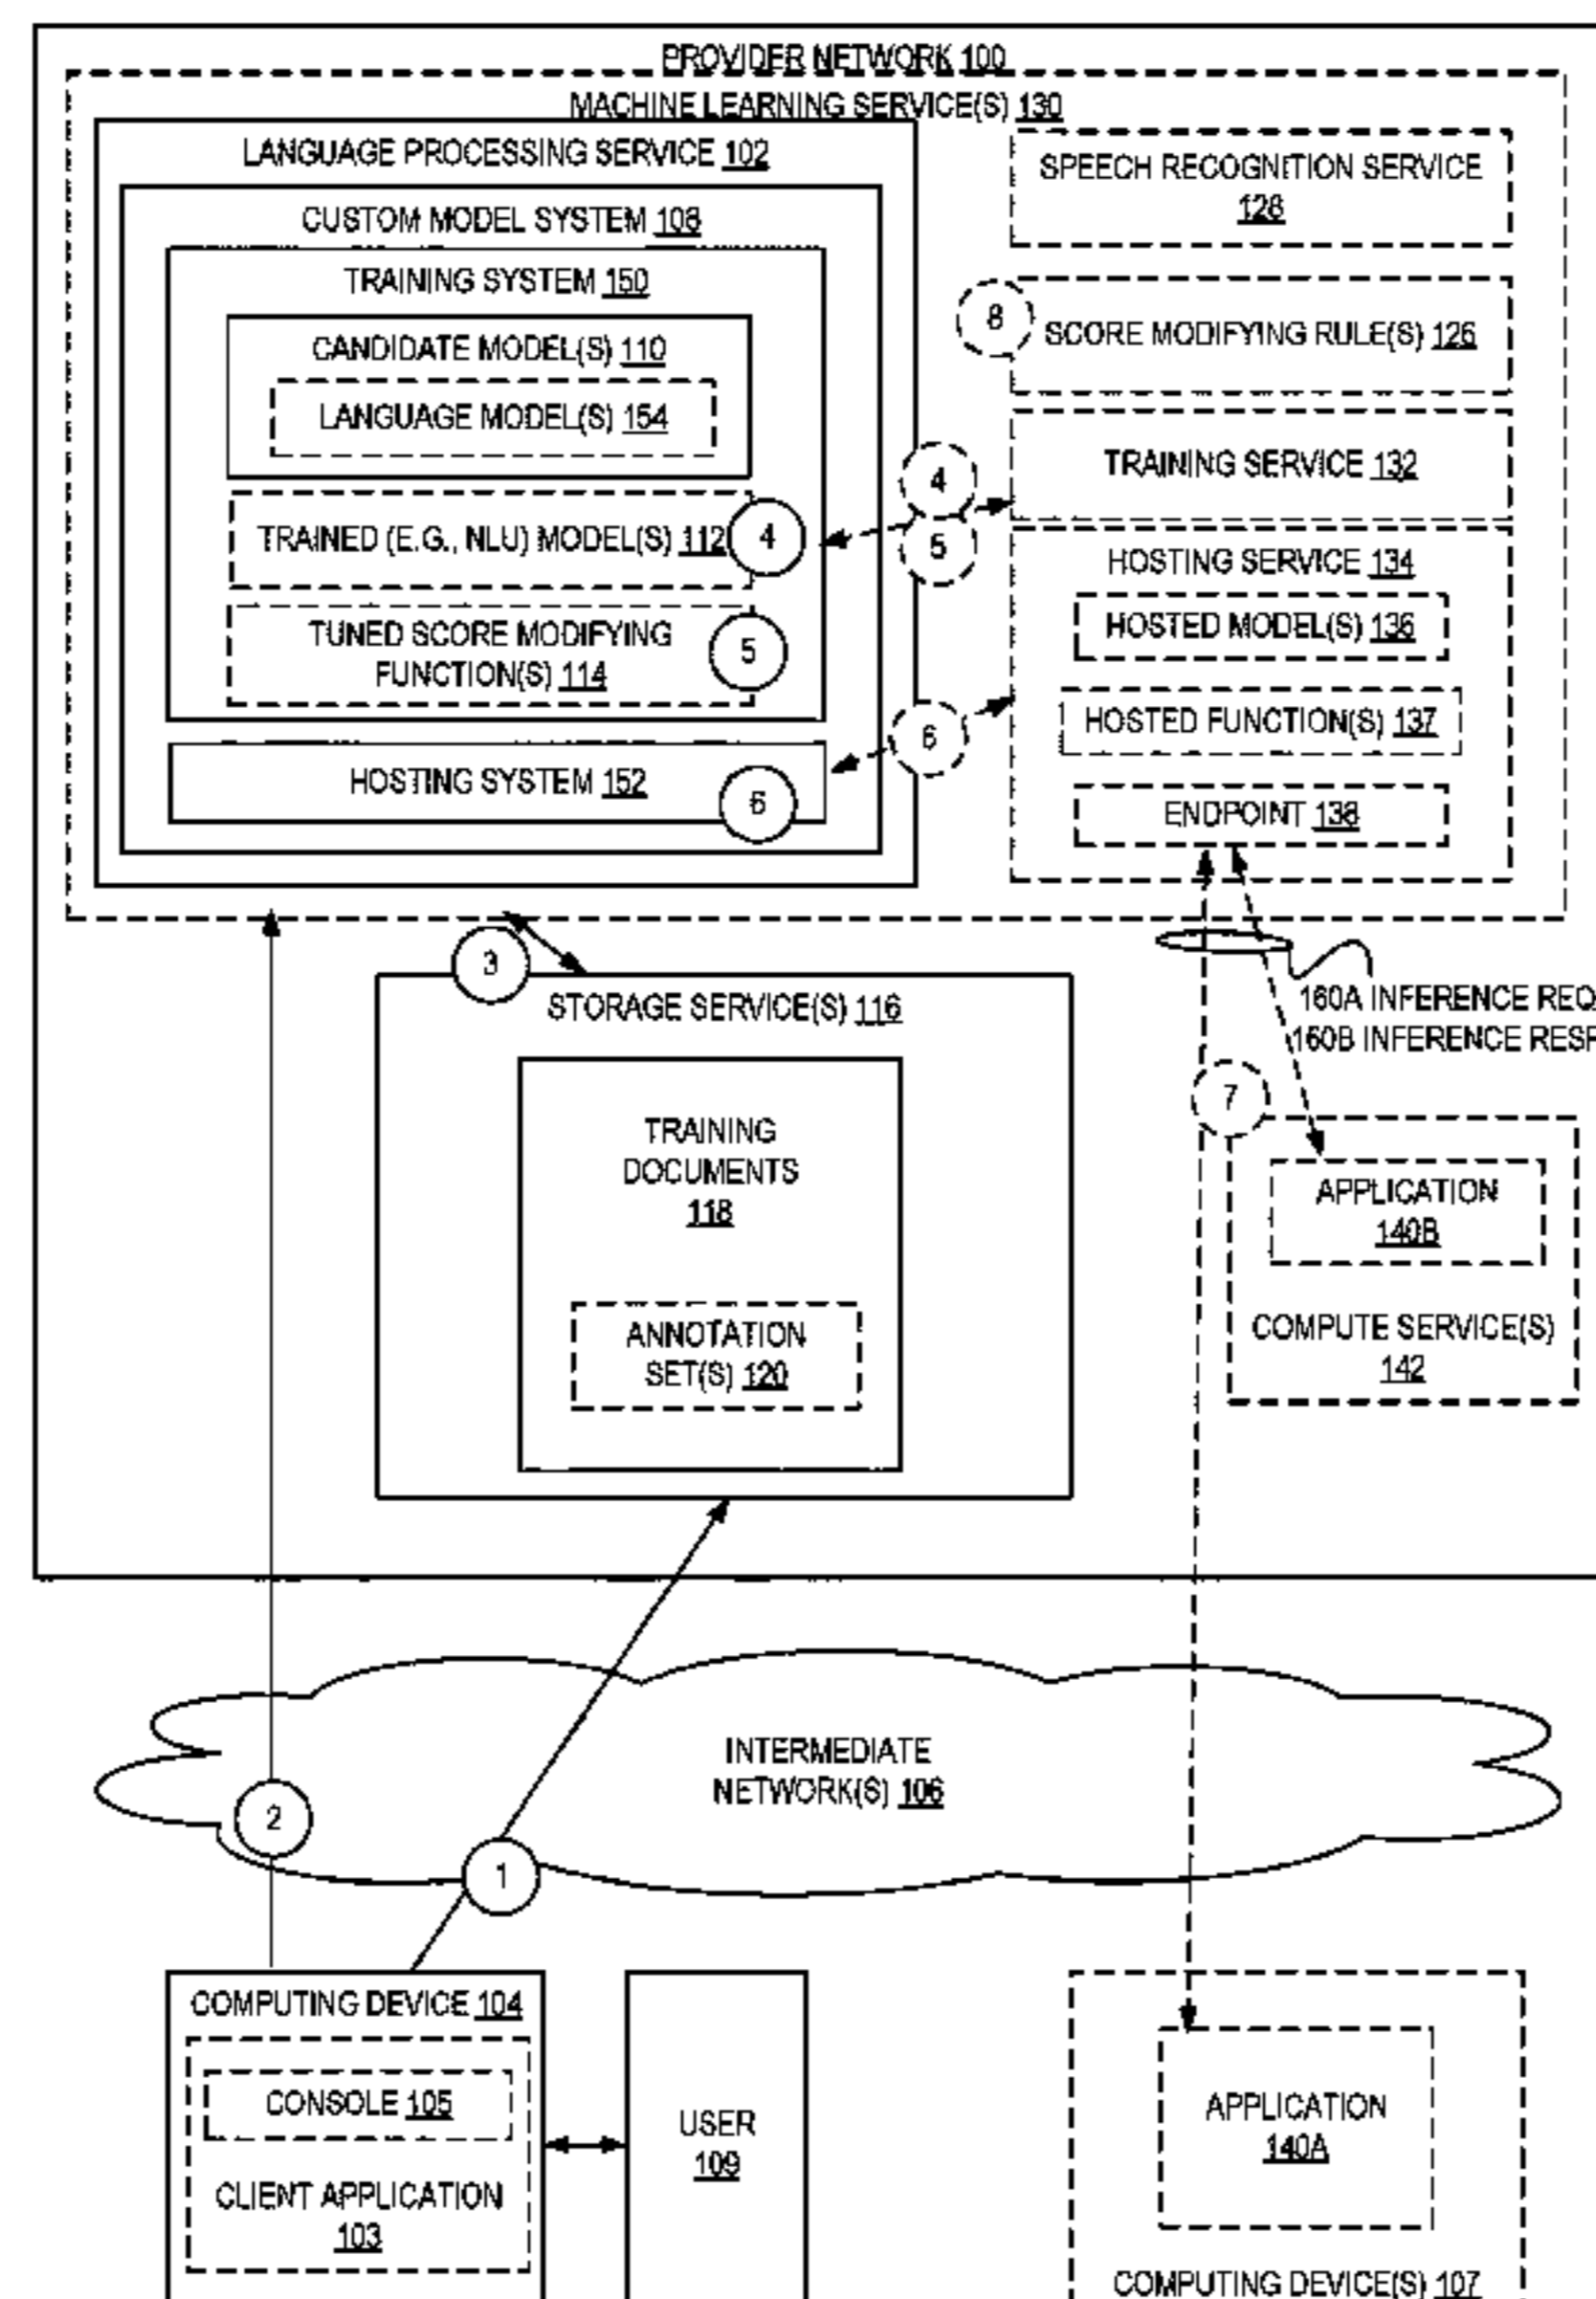 PROVIDER NETWORK 100
MACHINE LEARNING SERVICE(S) 130
LANGUAGE PROCESSING SERVICE 102
CUSTOM MODEL SYSTEM 108
TRAINING SYSTEM 150
CANDIDATE MODEL(S) 110
LANGUAGE MODEL(S) 154
TRAINED (E.G., NLU) MODEL(S) 112
4
TUNED SCORE MODIFYING
FUNCTION(S) 114
5
HOSTING SYSTEM 152
6
4
5
6
SPEECH RECOGNITION SERVICE
128
8
SCORE MODIFYING RULE(S) 126
TRAINING SERVICE 132
HOSTING SERVICE 134
HOSTED MODEL(S) 136
HOSTED FUNCTION(S) 137
ENDPOINT 138
3
STORAGE SERVICE(S) 116
TRAINING
DOCUMENTS
118
ANNOTATION
SET(S) 120
160A INFERENCE REQ
160B INFERENCE RESP
7
APPLICATION
140B
COMPUTE SERVICE(S)
142
INTERMEDIATE
NETWORK(S) 106
2
1
COMPUTING DEVICE 104
CONSOLE 105
CLIENT APPLICATION
103
USER
109
APPLICATION
140A
COMPUTING DEVICE(S) 107